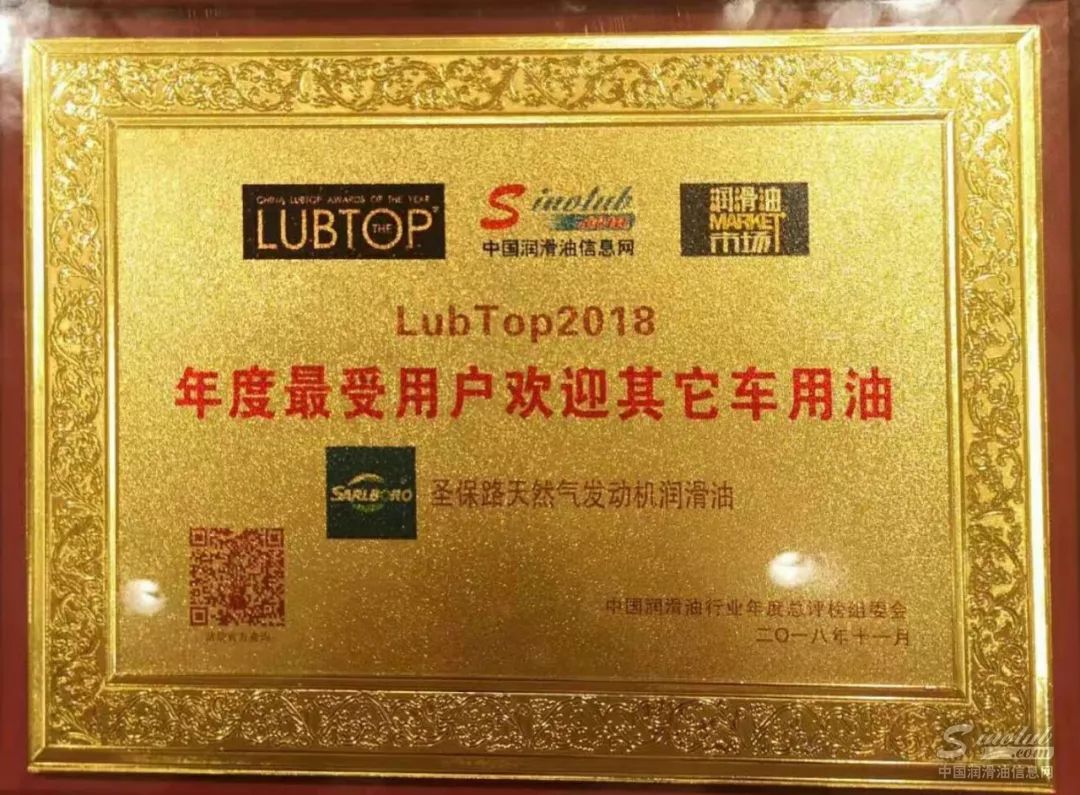 CHINA LUBTOP AWARDS OF THE YEAR
LUBTOP
THE
Sinolub
.com
中国润滑油信息网
润滑油
MARKET
市场
LubTop2018
年度最受用户欢迎其它车用油
SARLBORO
圣保路天然气发动机润滑油
中国润滑油行业年度总评榜组委会
二〇一八年十一月
Sinolub
.com
中国润滑油信息网